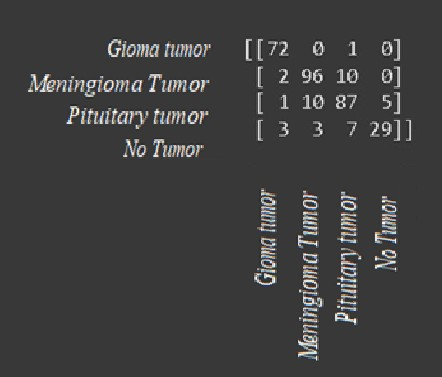 Gioma tumor [[72 0 1 0]
Meningioma Tumor [ 2 96 10 0]
Pituitary tumor [ 1 10 87 5]
No Tumor [ 3 3 7 29]]
Gioma tumor
Meningioma Tumor
Pituitary tumor
No Tumor